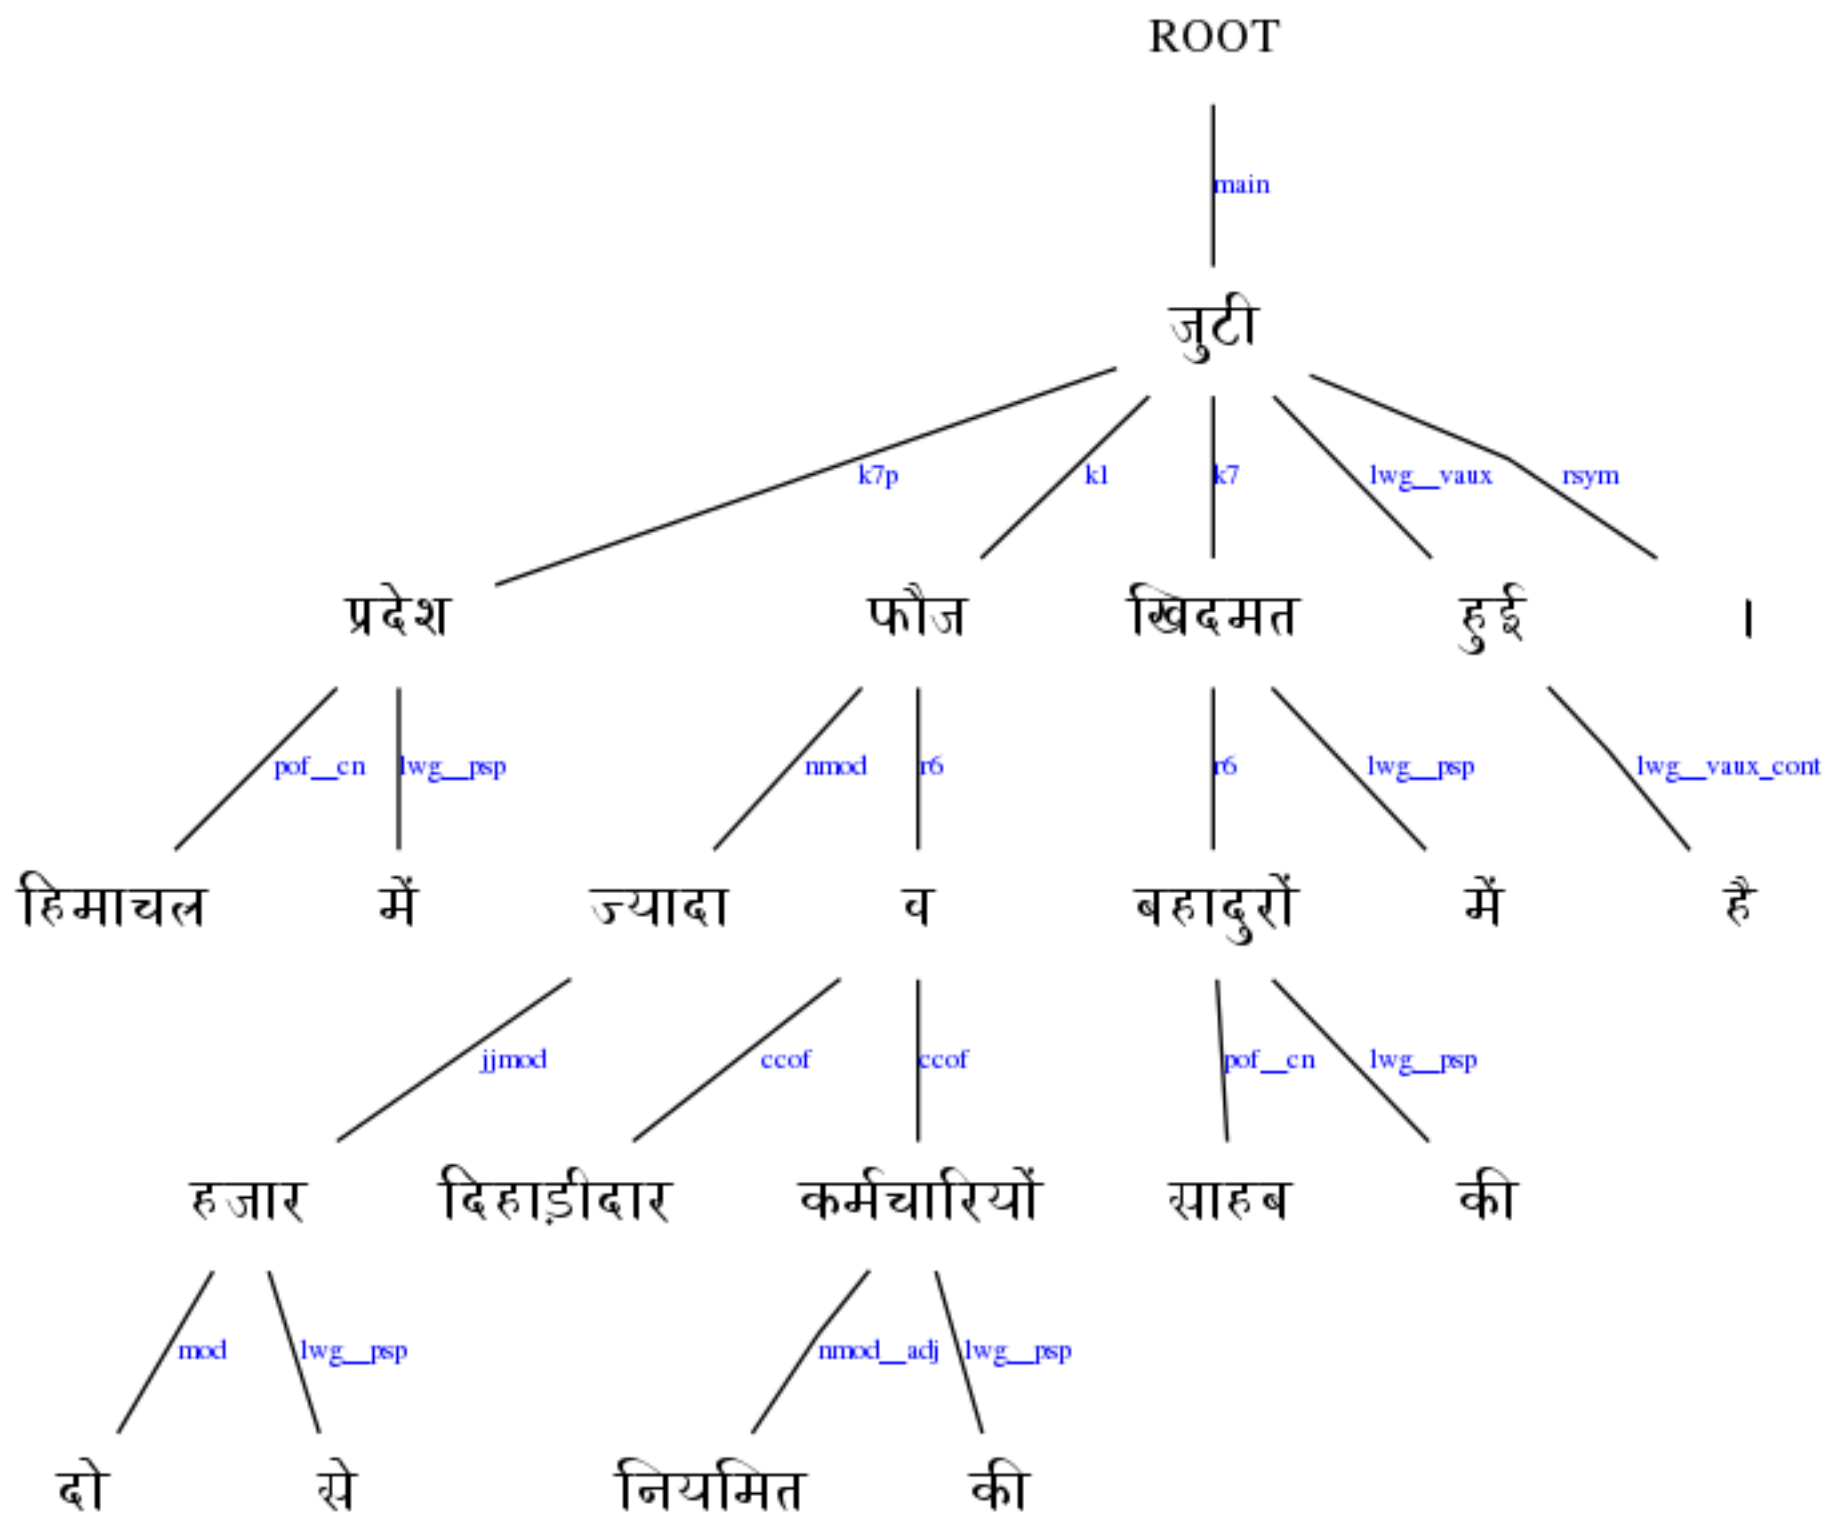 ROOT
main
जुटी
k7p k1 k7 lwg__vaux rsym
प्रदेश फौज खिदमत हुई ।
pof__cn lwg__psp nmod r6 r6 lwg__psp lwg__vaux_cont
हिमाचल में ज्यादा व बहादुरों में है
jjmod ccof ccof pof__cn lwg__psp
हजार दिहाड़ीदार कर्मचारियों साहब की
mod lwg__psp nmod__adj lwg__psp
दो से नियमित की